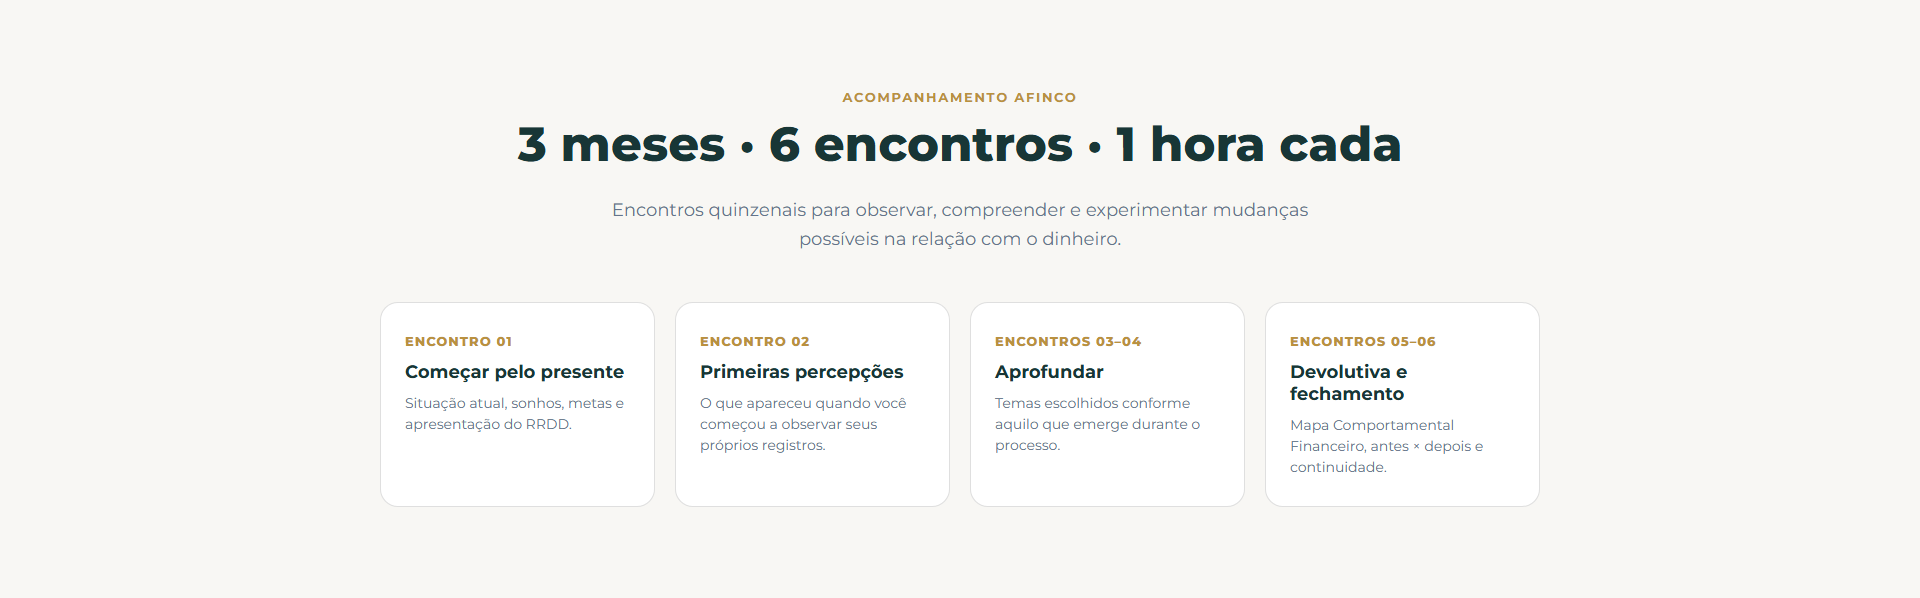 ACOMPANHAMENTO AFINCO
3 meses • 6 encontros • 1 hora cada
Encontros quinzenais para observar, compreender e experimentar mudanças
possíveis na relação com o dinheiro.
ENCONTRO 01
Começar pelo presente
Situação atual, sonhos, metas e
apresentação do RRDD.
ENCONTRO 02
Primeiras percepções
O que apareceu quando você
começou a observar seus
próprios registros.
ENCONTROS 03–04
Aprofundar
Temas escolhidos conforme
aquilo que emerge durante o
processo.
ENCONTROS 05–06
Devolutiva e
fechamento
Mapa Comportamental
Financeiro, antes × depois e
continuidade.